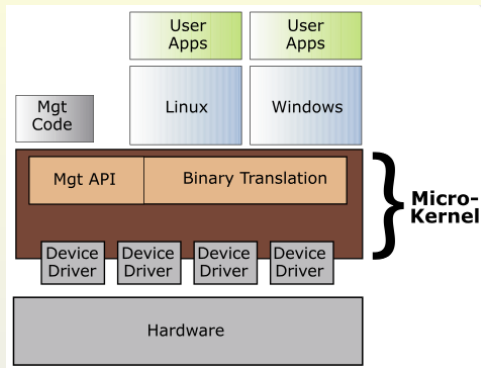 User
Apps
User
Apps
Mgt
Code
Linux
Windows
Mgt API
Binary Translation
Micro-
Kernel
Device
Driver
Device
Driver
Device
Driver
Device
Driver
Hardware